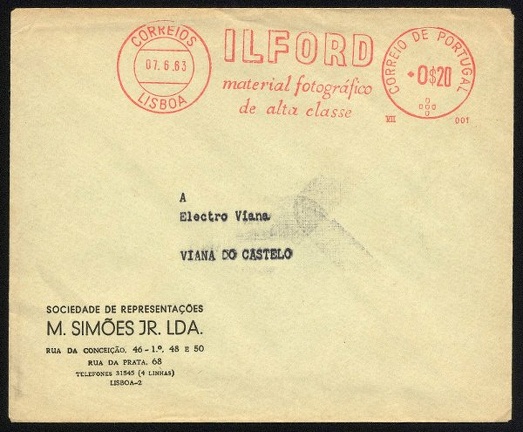 CORREIOS
07.6.63
LISBOA
ILFORD
material fotográfico
de alta classe
CORREIO DE PORTUGAL
0$20
VII
001
A
Electro Viana
VIANA DO CASTELO
SOCIEDADE DE REPRESENTAÇÕES
M. SIMÕES JR. LDA.
RUA DA CONCEIÇÃO, 46 - 1.º, 48 E 50
RUA DA PRATA, 68
TELEFONES 31545 (4 LINHAS)
LISBOA-2